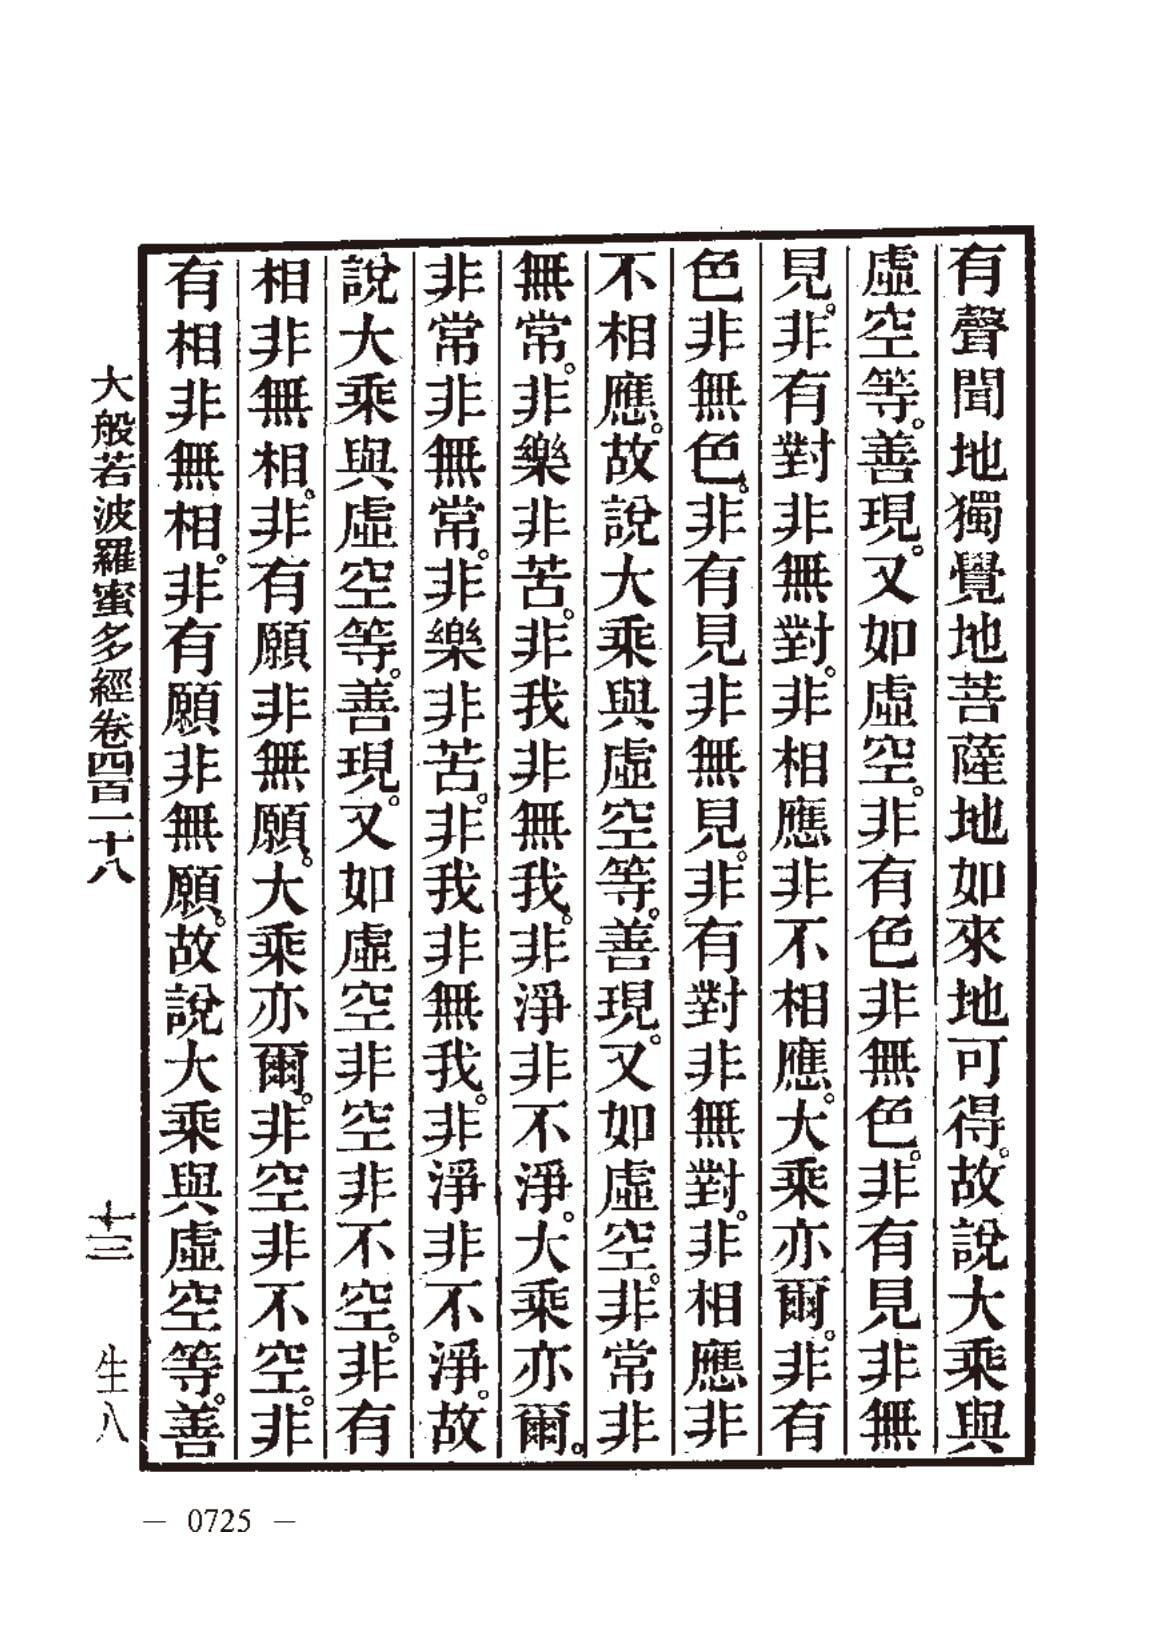 有聲聞地獨覺地菩薩地如來地可得。故說大乘與
虛空等。善現。又如虛空。非有色非無色。非有見非無
見。非有對非無對。非相應非不相應。大乘亦爾。非有
色非無色。非有見非無見。非有對非無對。非相應非
不相應。故說大乘與虛空等。善現。又如虛空。非常非
無常。非樂非苦。非我非無我。非淨非不淨。大乘亦爾。
非常非無常。非樂非苦。非我非無我。非淨非不淨。故
說大乘與虛空等。善現。又如虛空非空非不空。非有
相非無相。非有願非無願。大乘亦爾。非空非不空。非
有相非無相。非有願非無願。故說大乘與虛空等。善
大般若波羅蜜多經卷四百一十八 十三 生八
— 0725 —